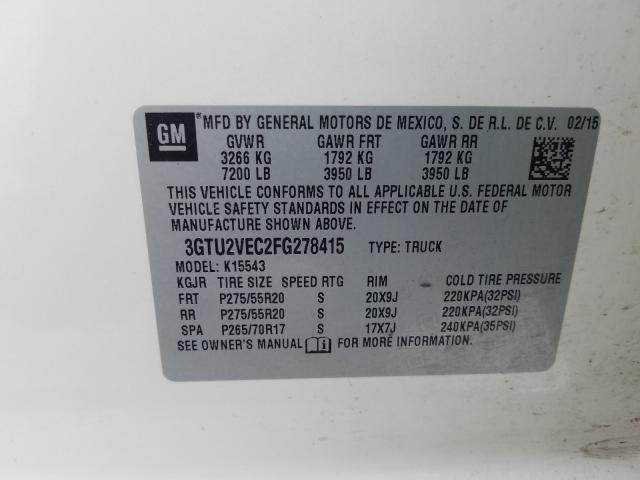 GM *MFD BY GENERAL MOTORS DE MEXICO, S. DE R.L. DE C.V. 02/15
GVWR GAWR FRT GAWR RR
3266 KG 1792 KG 1792 KG
7200 LB 3950 LB 3950 LB
THIS VEHICLE CONFORMS TO ALL APPLICABLE U.S. FEDERAL MOTOR
VEHICLE SAFETY STANDARDS IN EFFECT ON THE DATE OF
MANUFACTURE SHOWN ABOVE.
3GTU2VEC2FG278415 TYPE: TRUCK
MODEL: K15543
KGJR TIRE SIZE SPEED RTG RIM COLD TIRE PRESSURE
FRT P275/55R20 S 20X9J 220KPA(32PSI)
RR P275/55R20 S 20X9J 220KPA(32PSI)
SPA P265/70R17 S 17X7J 240KPA(35PSI)
SEE OWNER'S MANUAL FOR MORE INFORMATION.